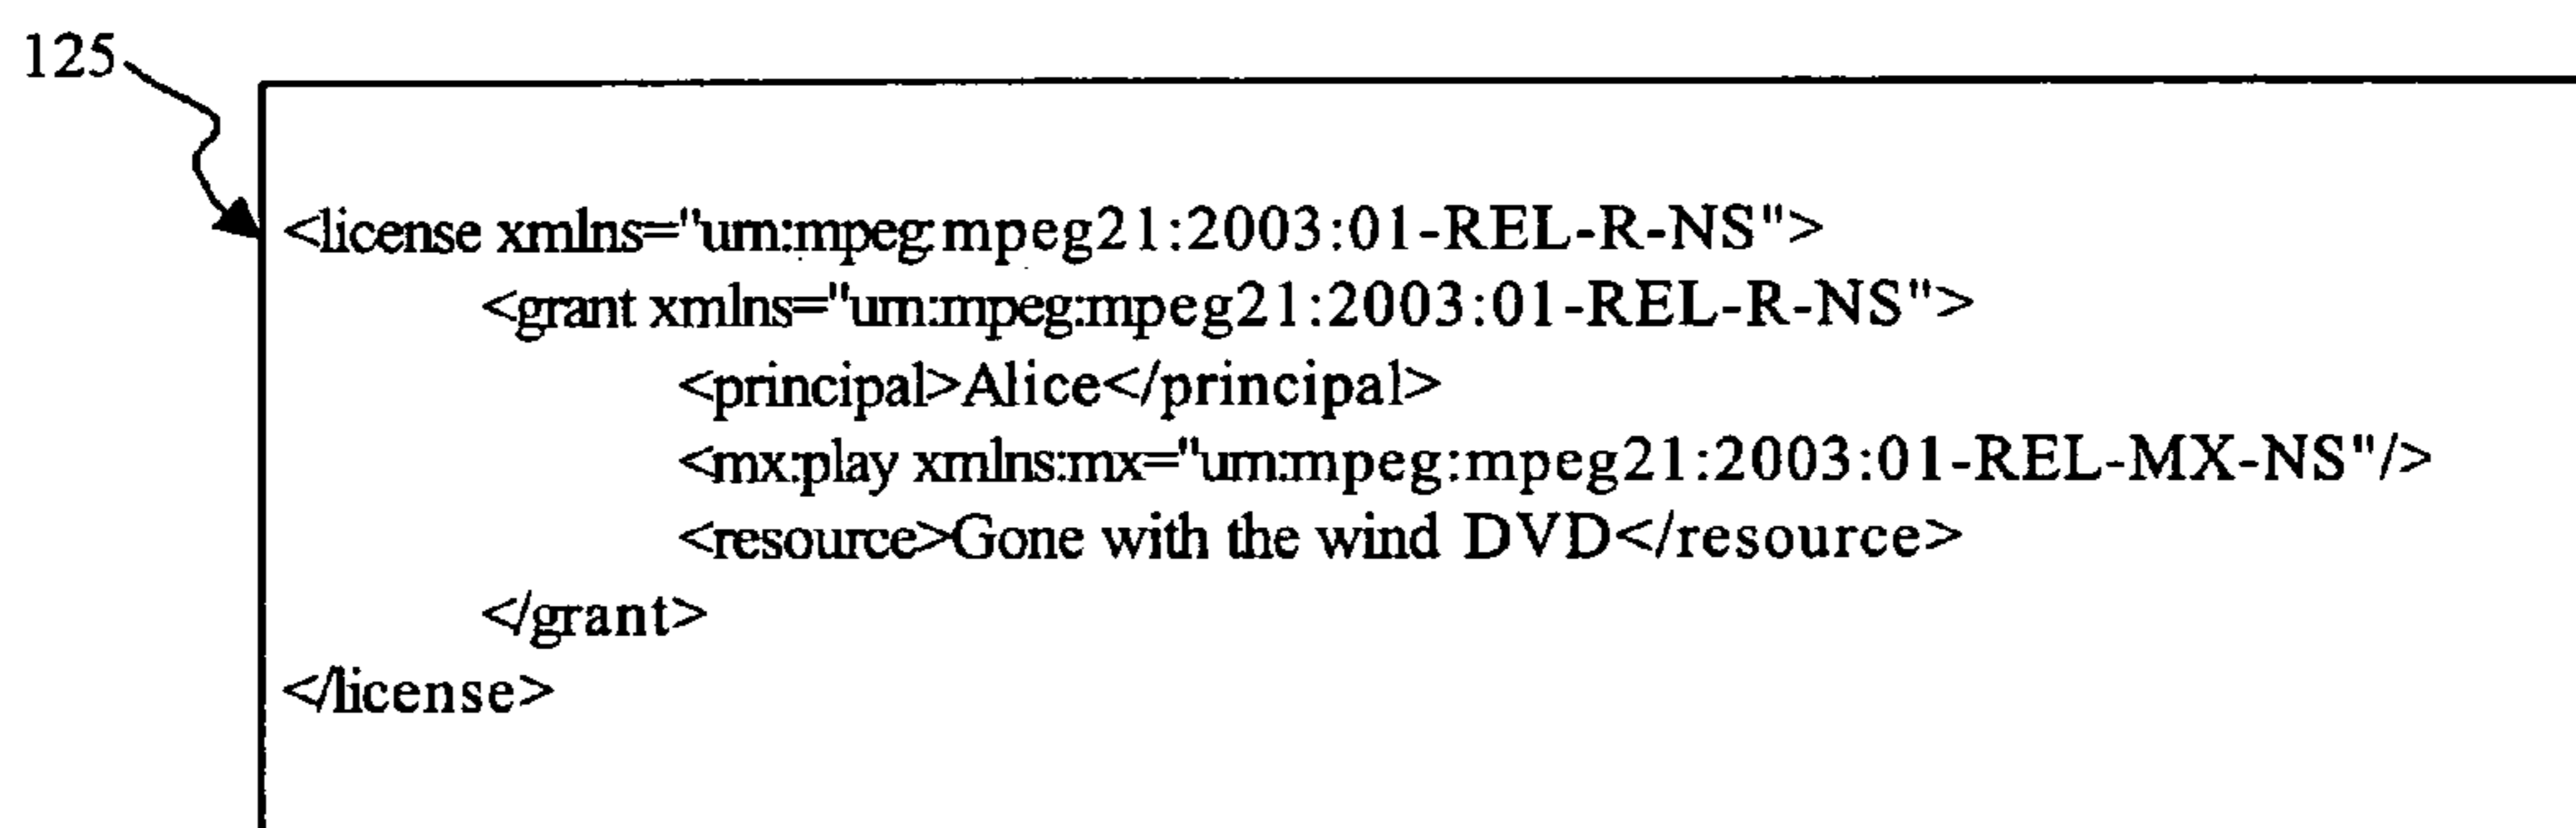 125
<license xmlns="urn:mpeg:mpeg21:2003:01-REL-R-NS">
<grant xmlns="urn:mpeg:mpeg21:2003:01-REL-R-NS">
<principal>Alice</principal>
<mx:play xmlns:mx="urn:mpeg:mpeg21:2003:01-REL-MX-NS"/>
<resource>Gone with the wind DVD</resource>
</grant>
</license>